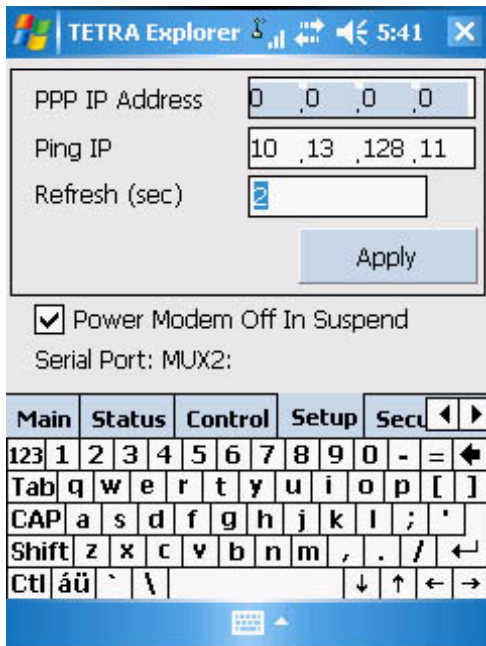 TETRA Explorer 5:41
PPP IP Address 0 .0 .0 .0
Ping IP 10 .13 .128 .11
Refresh (sec) 2
Apply
Power Modem Off In Suspend
Serial Port: MUX2:
Main Status Control Setup Secu
123 1 2 3 4 5 6 7 8 9 0 - =
Tab q w e r t y u i o p [ ]
CAP a s d f g h j k l ; '
Shift z x c v b n m , . /
Ctl áü ` \